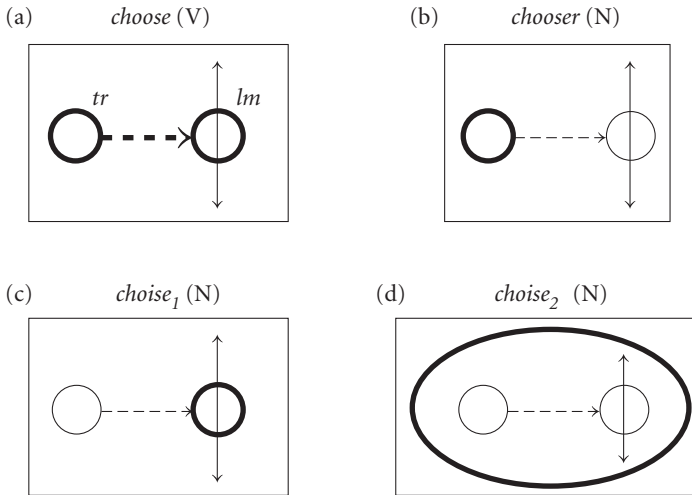 (a) choose (V)
(b) chooser (N)
tr
lm
(c) choise₁ (N)
(d) choise₂ (N)